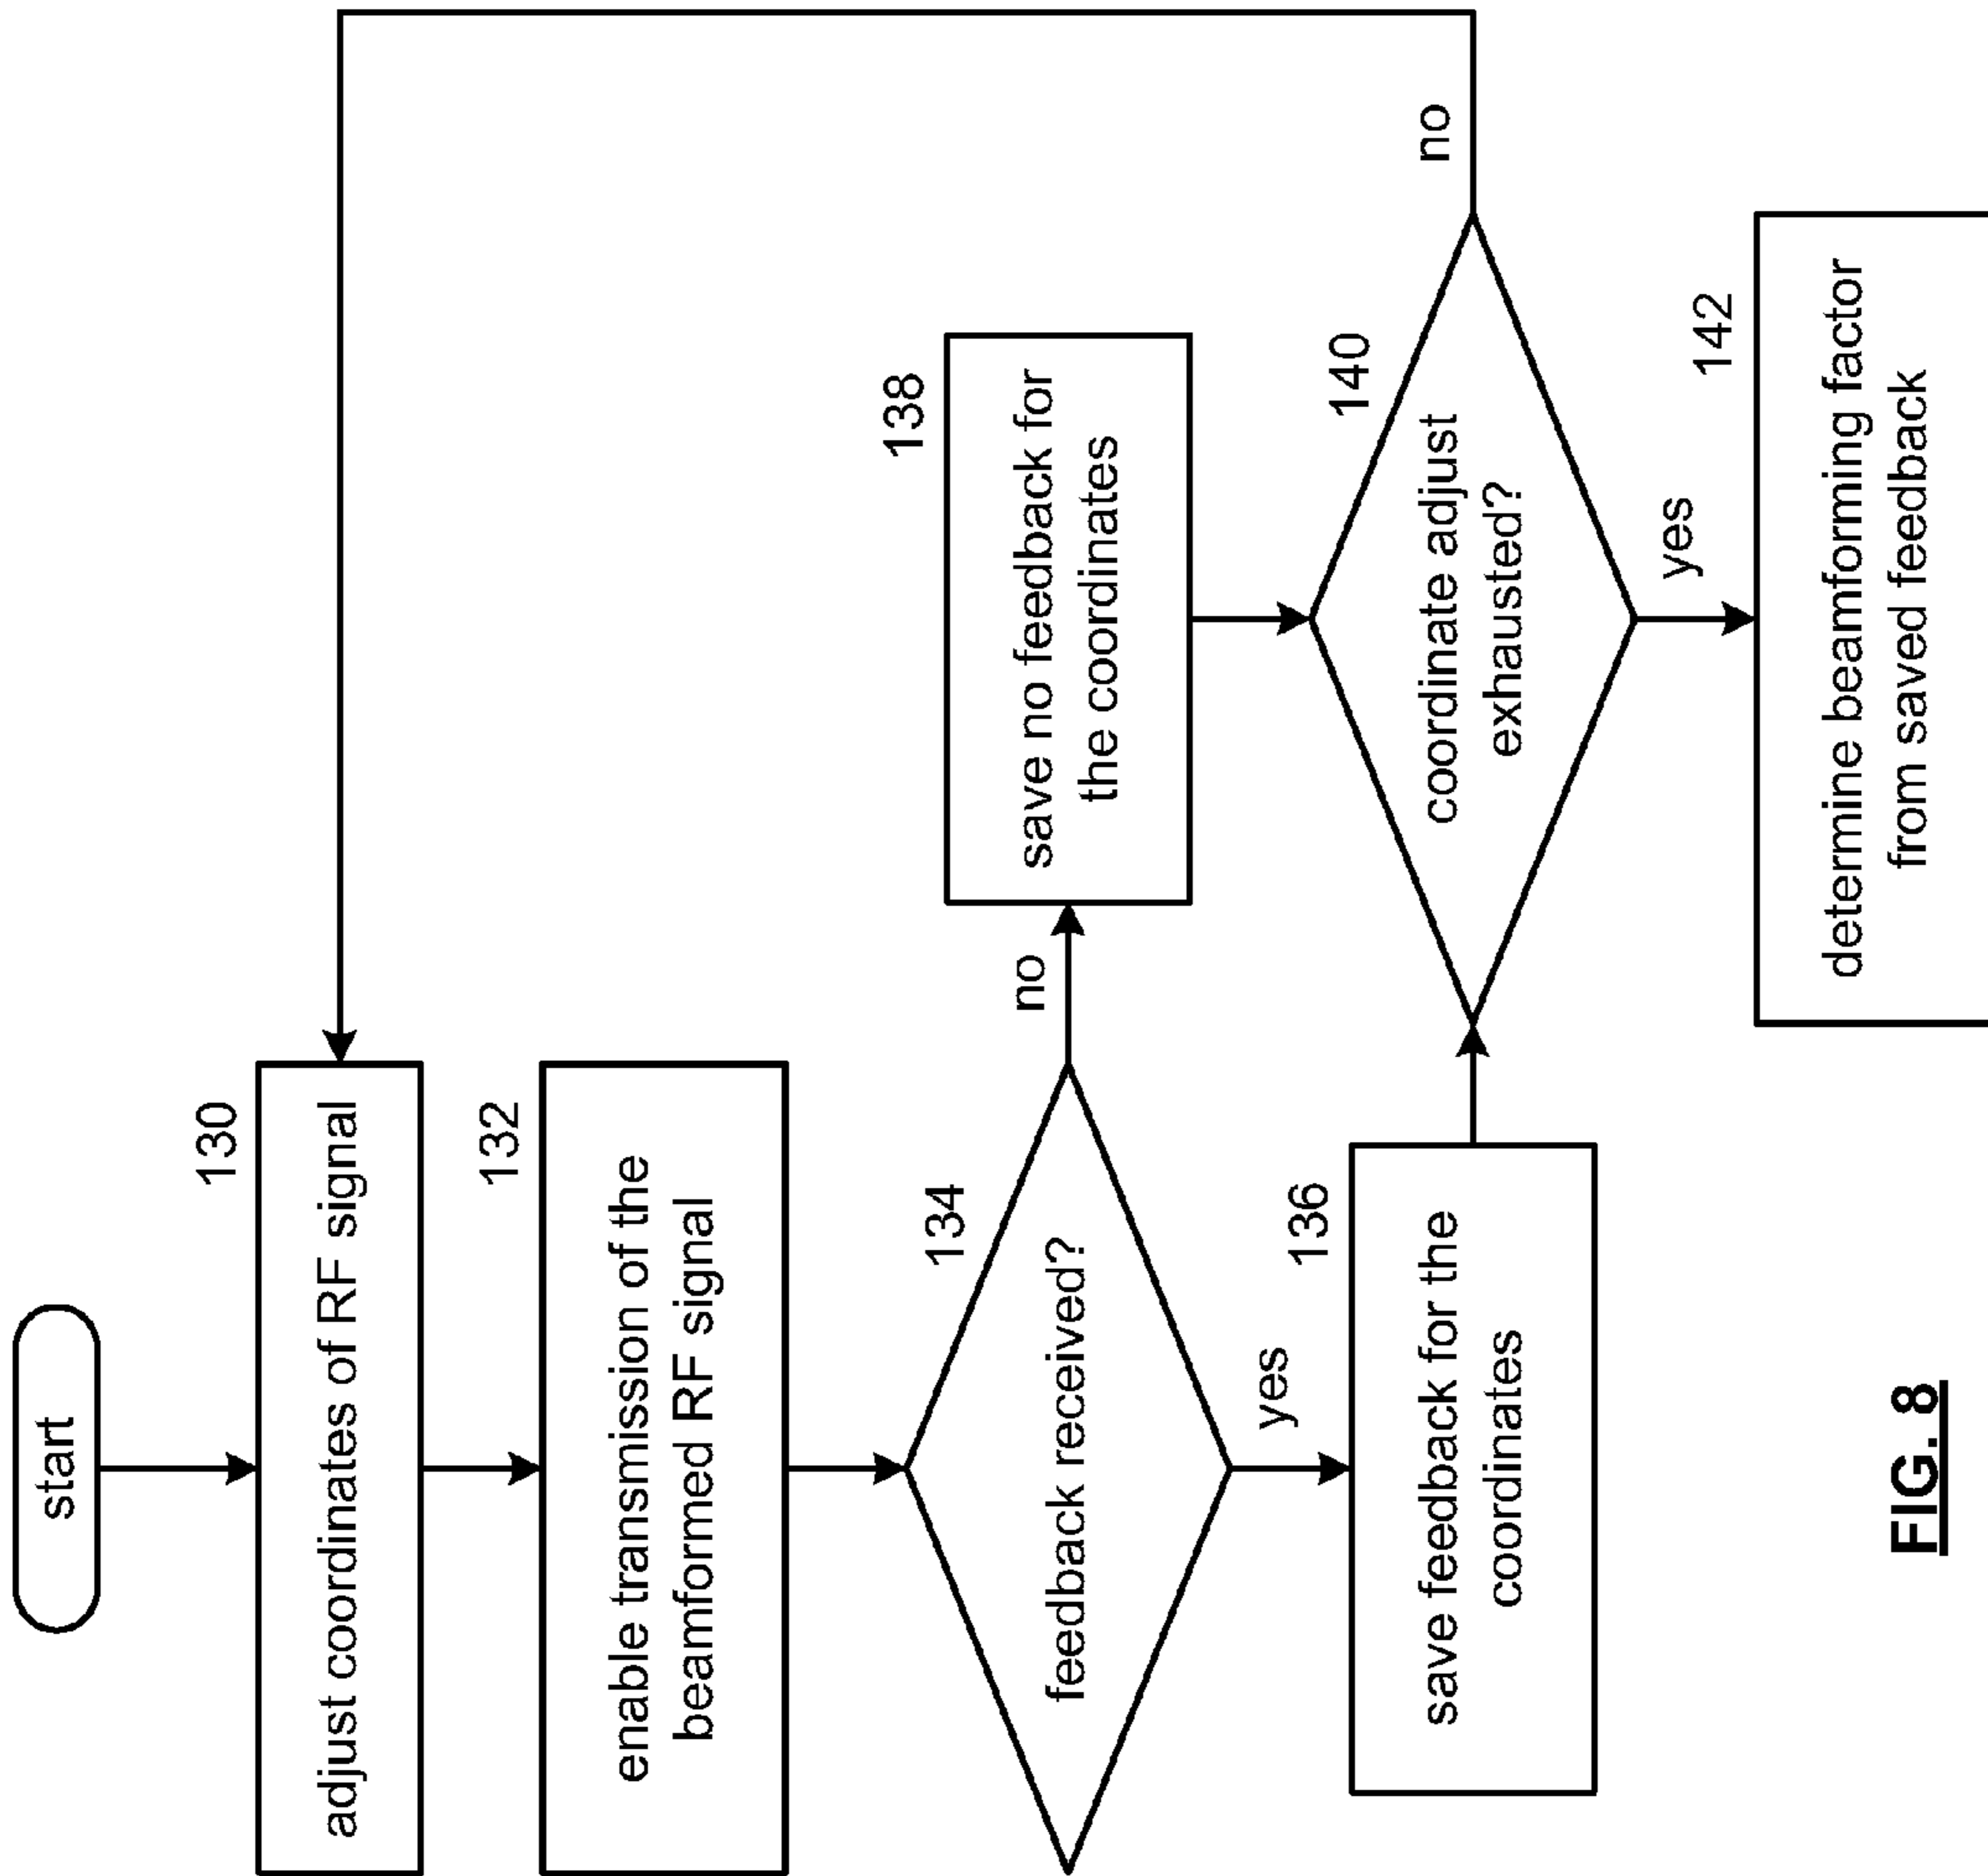 start
130
adjust coordinates of RF signal
132
enable transmission of the
beamformed RF signal
134
feedback received?
no
138
save no feedback for
the coordinates
yes
136
save feedback for the
coordinates
140
coordinate adjust
exhausted?
no
yes
142
determine beamforming factor
from saved feedback
FIG. 8